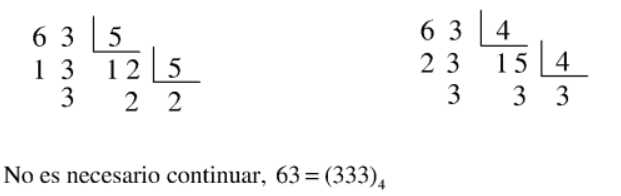 6 3 5 6 3 4
1 3 1 2 5 2 3 1 5 4
3 2 2 3 3 3
No es necesario continuar, 63 = (333)₄